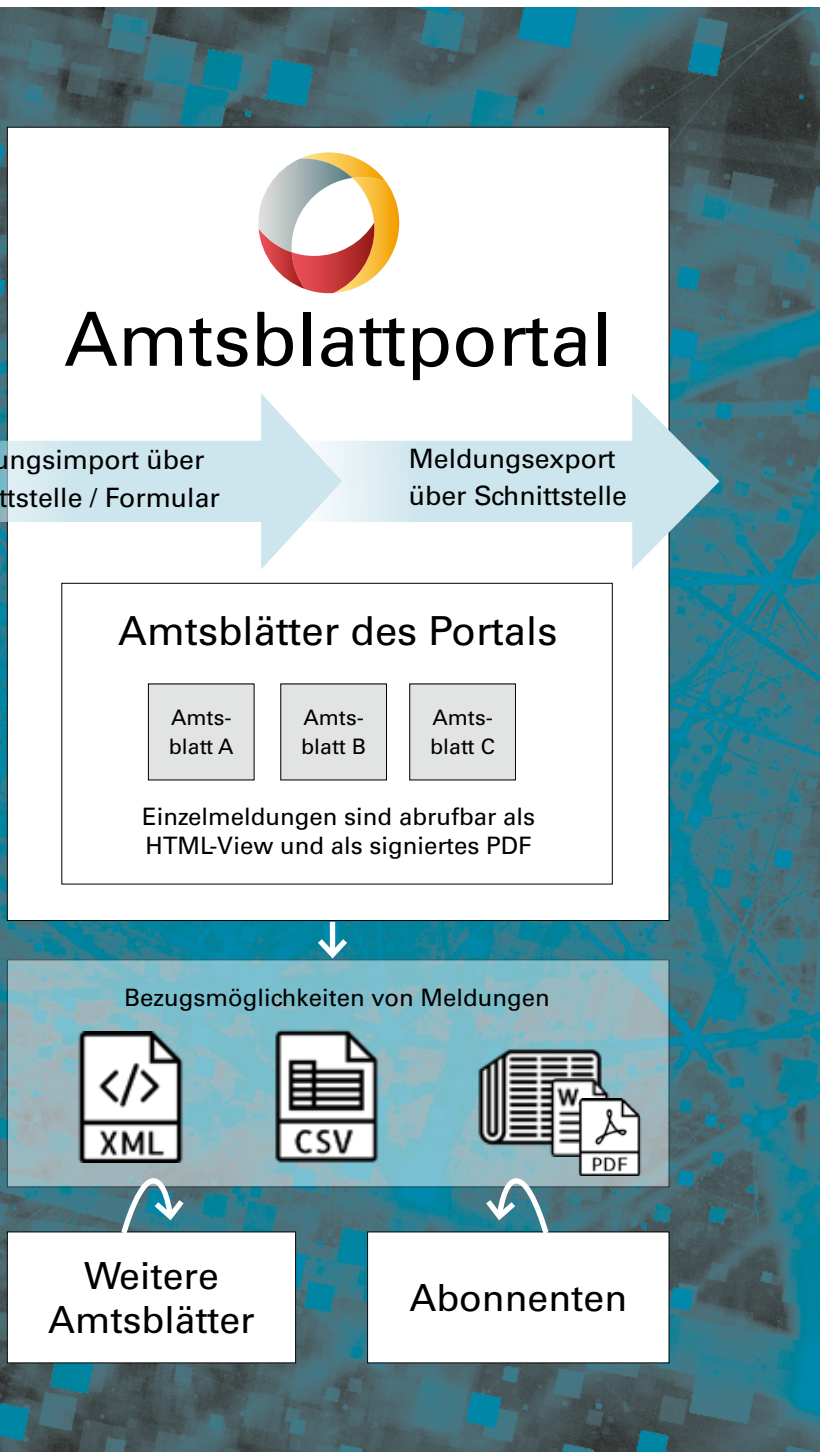 Amtsblattportal
ungsimport über
ttstelle / Formular
Meldungsexport
über Schnittstelle
Amtsblätter des Portals
Amts-
blatt A
Amts-
blatt B
Amts-
blatt C
Einzelmeldungen sind abrufbar als
HTML-View und als signiertes PDF
Bezugsmöglichkeiten von Meldungen
</>
XML
CSV
W
PDF
Weitere
Amtsblätter
Abonnenten